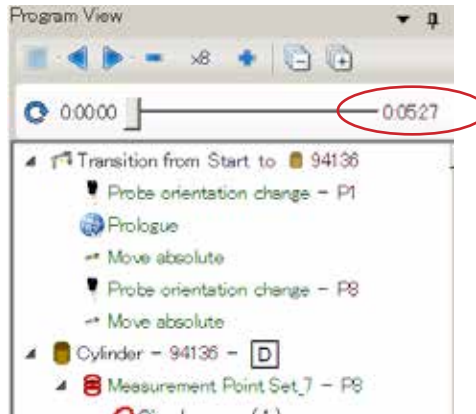 Program View
x8
0:00:00 0:05:27
Transition from Start to 94136
Probe orientation change - P1
Prologue
Move absolute
Probe orientation change - P8
Move absolute
Cylinder - 94136 - D
Measurement Point Set_7 - P8